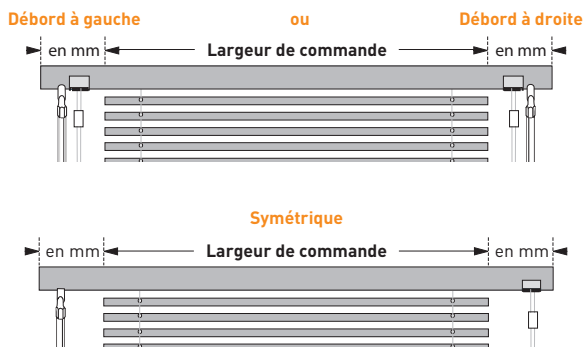 Débord à gauche ou Débord à droite
en mm Largeur de commande en mm
Symétrique
en mm Largeur de commande en mm